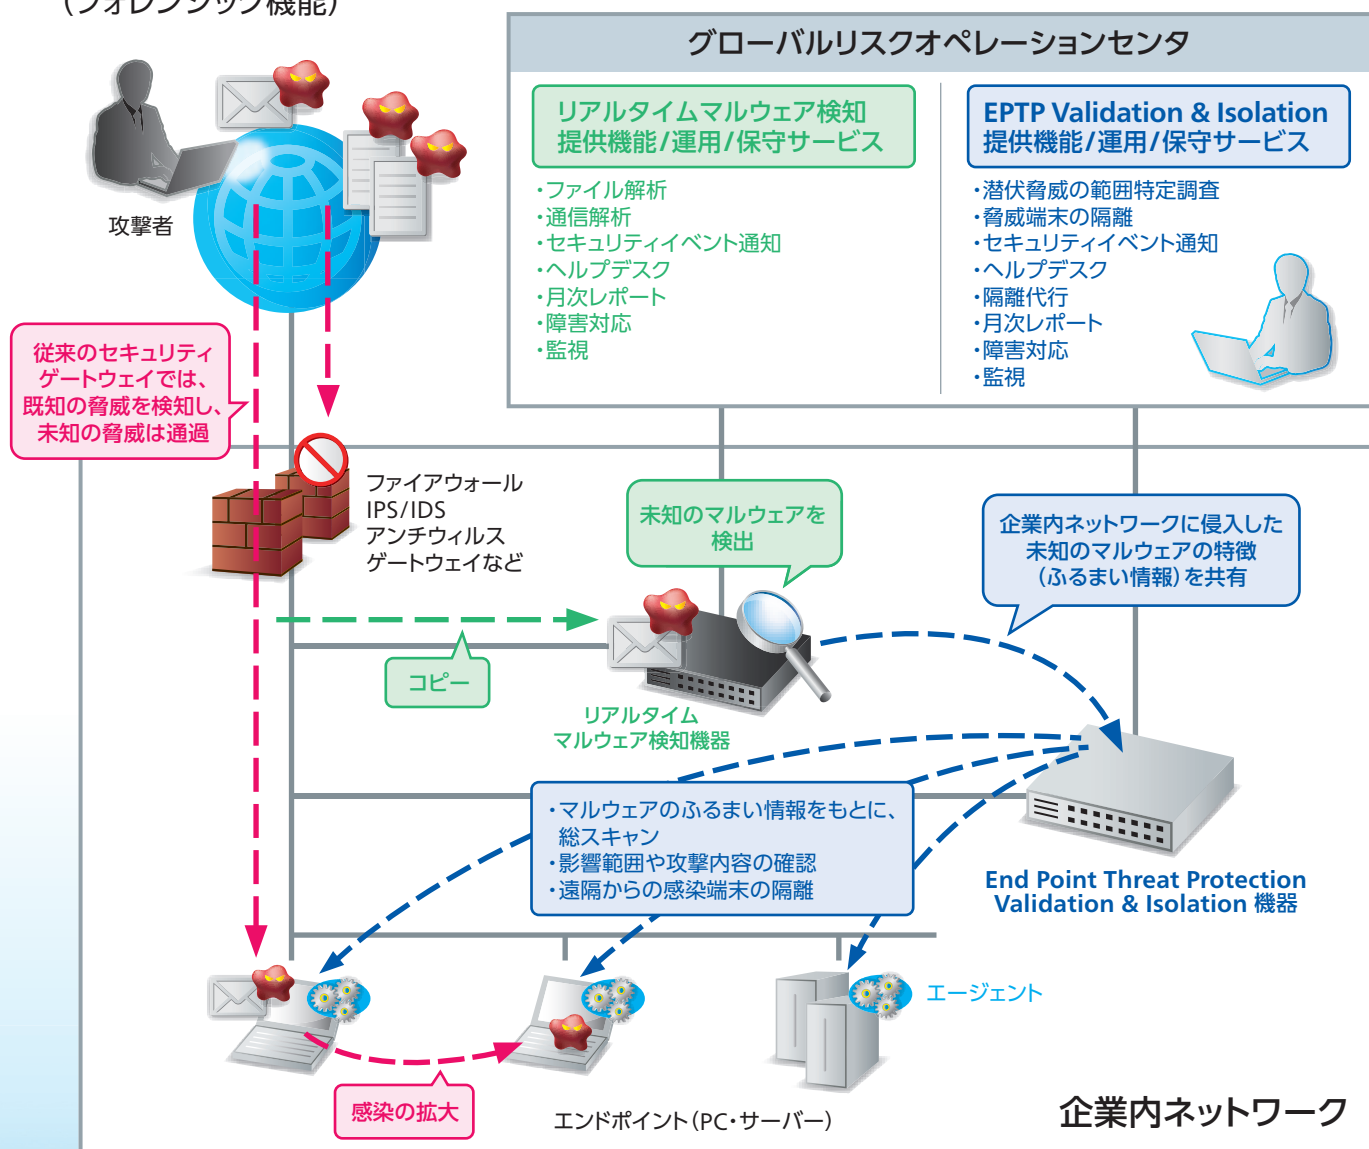 (フォレンジック機能)
グローバルリスクオペレーションセンタ
リアルタイムマルウェア検知
提供機能/運用/保守サービス
・ファイル解析
・通信解析
・セキュリティイベント通知
・ヘルプデスク
・月次レポート
・障害対応
・監視
EPTP Validation & Isolation
提供機能/運用/保守サービス
・潜伏脅威の範囲特定調査
・脅威端末の隔離
・セキュリティイベント通知
・ヘルプデスク
・隔離代行
・月次レポート
・障害対応
・監視
攻撃者
従来のセキュリティ
ゲートウェイでは、
既知の脅威を検知し、
未知の脅威は通過
ファイアウォール
IPS/IDS
アンチウィルス
ゲートウェイなど
未知のマルウェアを
検出
企業内ネットワークに侵入した
未知のマルウェアの特徴
(ふるまい情報)を共有
コピー
リアルタイム
マルウェア検知機器
・マルウェアのふるまい情報をもとに、
総スキャン
・影響範囲や攻撃内容の確認
・遠隔からの感染端末の隔離
End Point Threat Protection
Validation & Isolation 機器
エージェント
感染の拡大
エンドポイント(PC・サーバー)
企業内ネットワーク